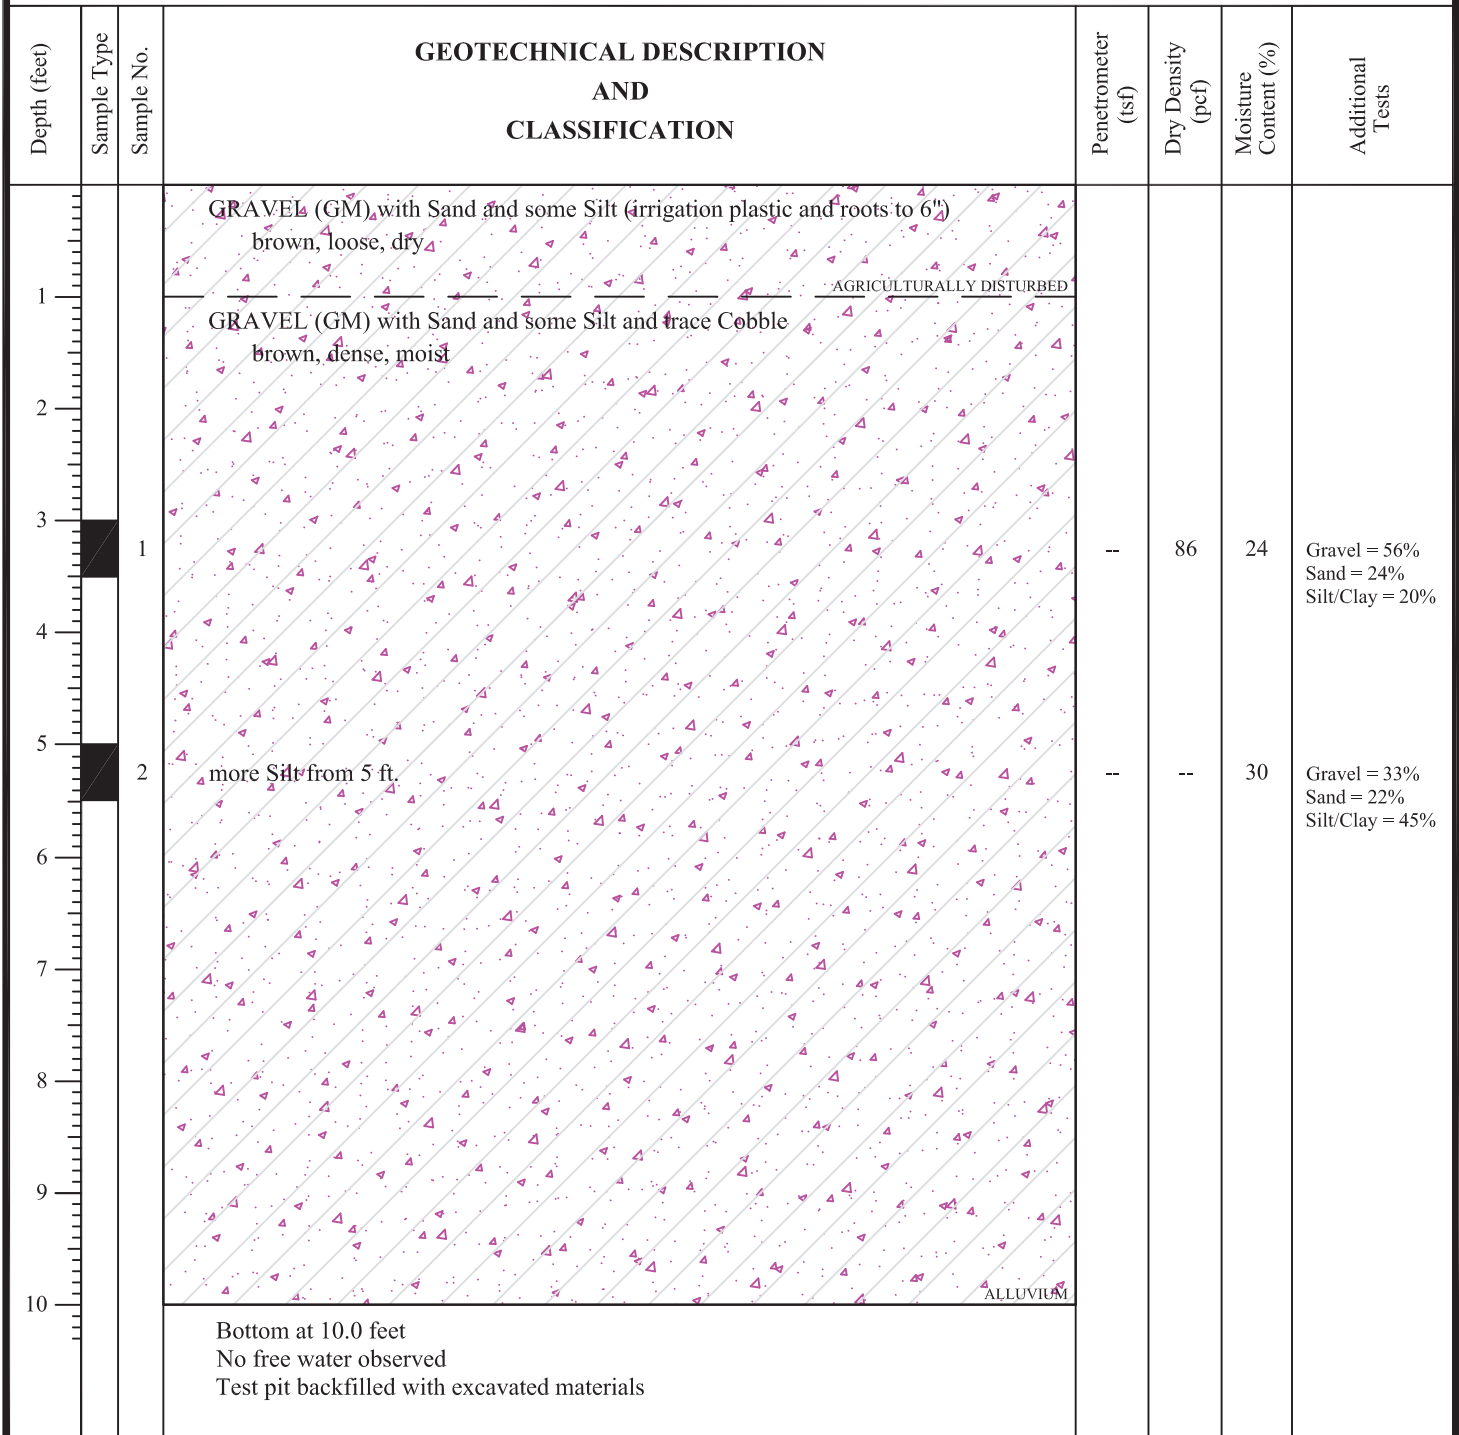 Depth (feet)
Sample Type
Sample No.
GEOTECHNICAL DESCRIPTION
AND
CLASSIFICATION
Penetrometer
(tsf)
Dry Density
(pcf)
Moisture
Content (%)
Additional
Tests
GRAVEL (GM) with Sand and some Silt (irrigation plastic and roots to 6")
brown, loose, dry
AGRICULTURALLY DISTURBED
1
GRAVEL (GM) with Sand and some Silt and trace Cobble
brown, dense, moist
2
3
1
--
86
24
Gravel = 56%
Sand = 24%
Silt/Clay = 20%
4
5
2
more Silt from 5 ft.
--
--
30
Gravel = 33%
Sand = 22%
Silt/Clay = 45%
6
7
8
9
ALLUVIUM
10
Bottom at 10.0 feet
No free water observed
Test pit backfilled with excavated materials